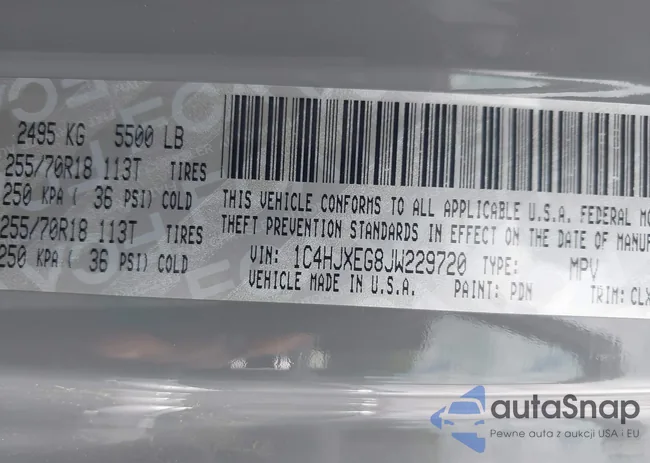 2495 KG 5500 LB
255/70R18 113T TIRES
250 KPA ( 36 PSI) COLD
255/70R18 113T TIRES
250 KPA ( 36 PSI) COLD
THIS VEHICLE CONFORMS TO ALL APPLICABLE U.S.A. FEDERAL MO
THEFT PREVENTION STANDARDS IN EFFECT ON THE DATE OF MANUF
VIN: 1C4HJXEG8JW229720 TYPE: MPV
VEHICLE MADE IN U.S.A. PAINT: PDN TRIM: CLX
autaSnap
Pewne auta z aukcji USA i EU